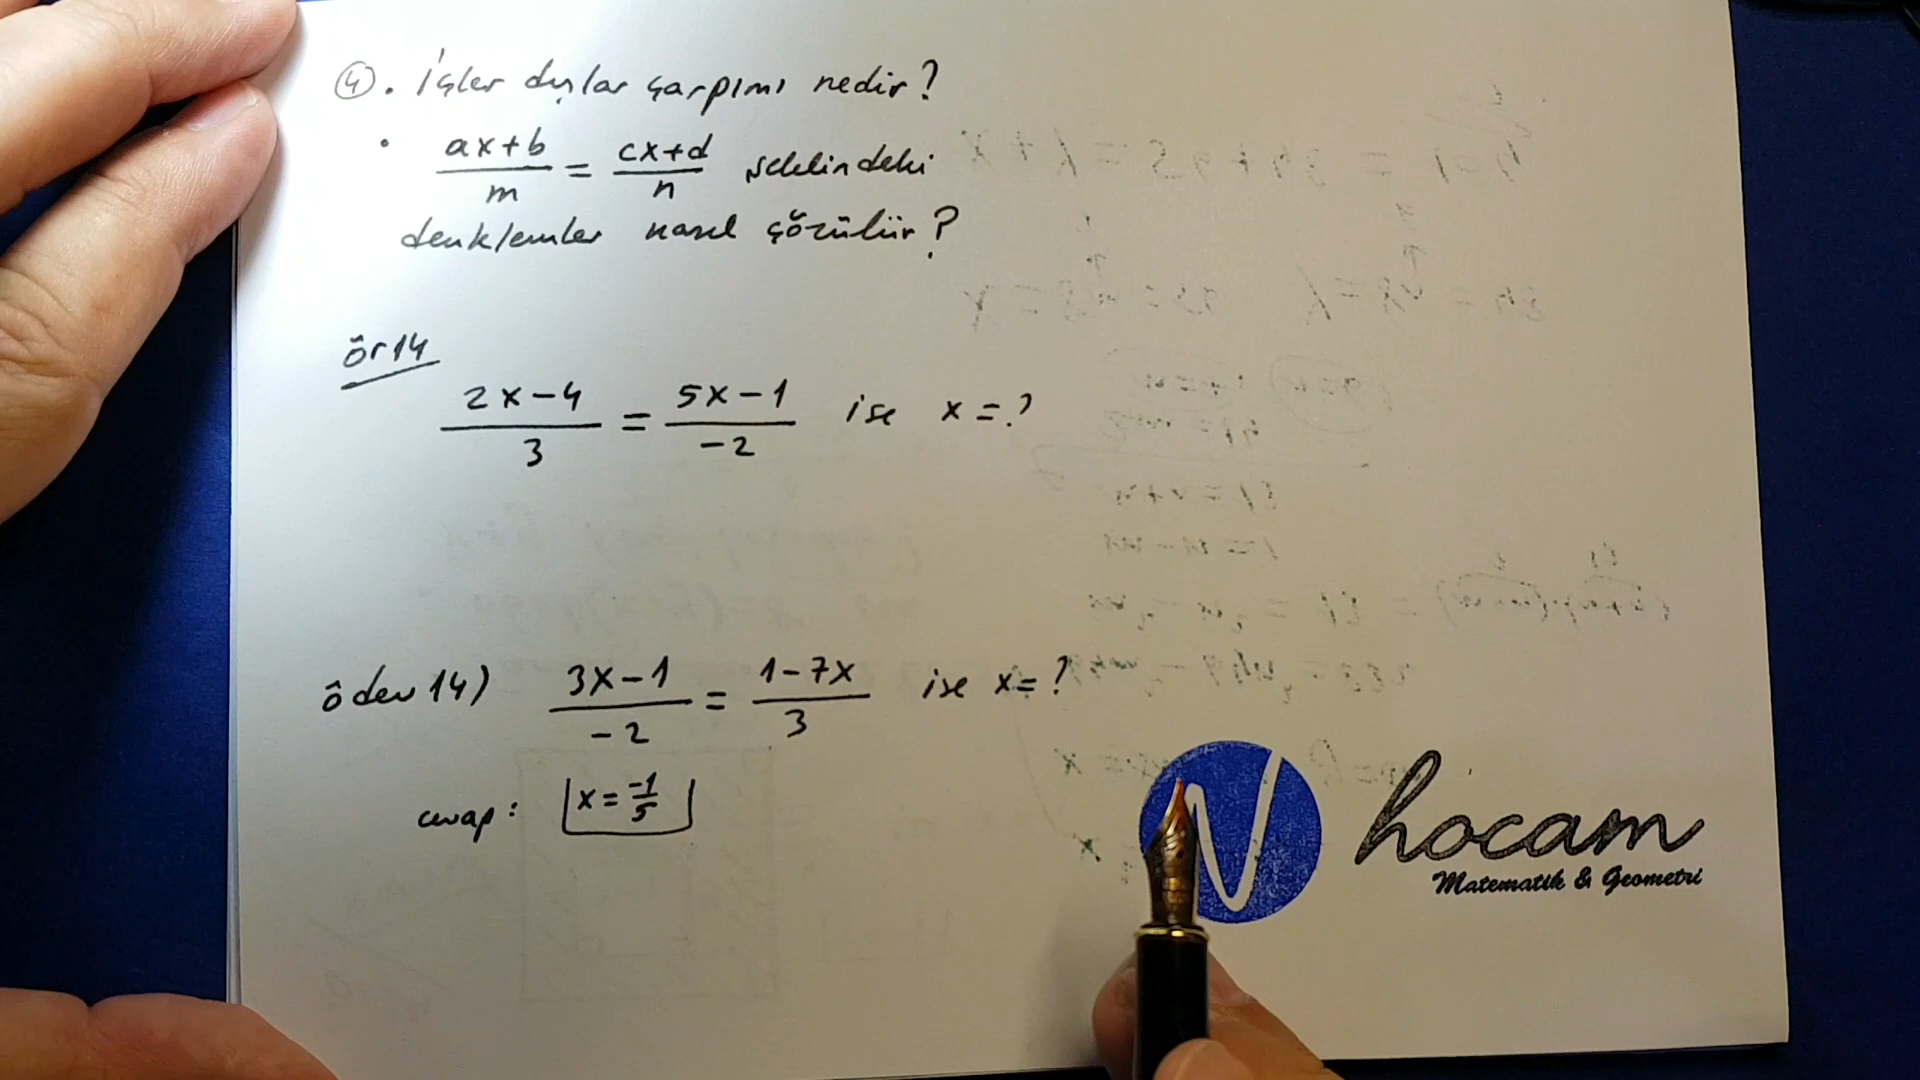 ④. İçler dışlar çarpımı nedir?
• ax+b/m = cx+d/n şeklindeki
denklemler nasıl çözülür?
ör14
2x-4/3 = 5x-1/-2 ise x=?
ödev 14) 3x-1/-2 = 1-7x/3 ise x=?
cevap: x=-1/5
hocam
Matematik & Geometri